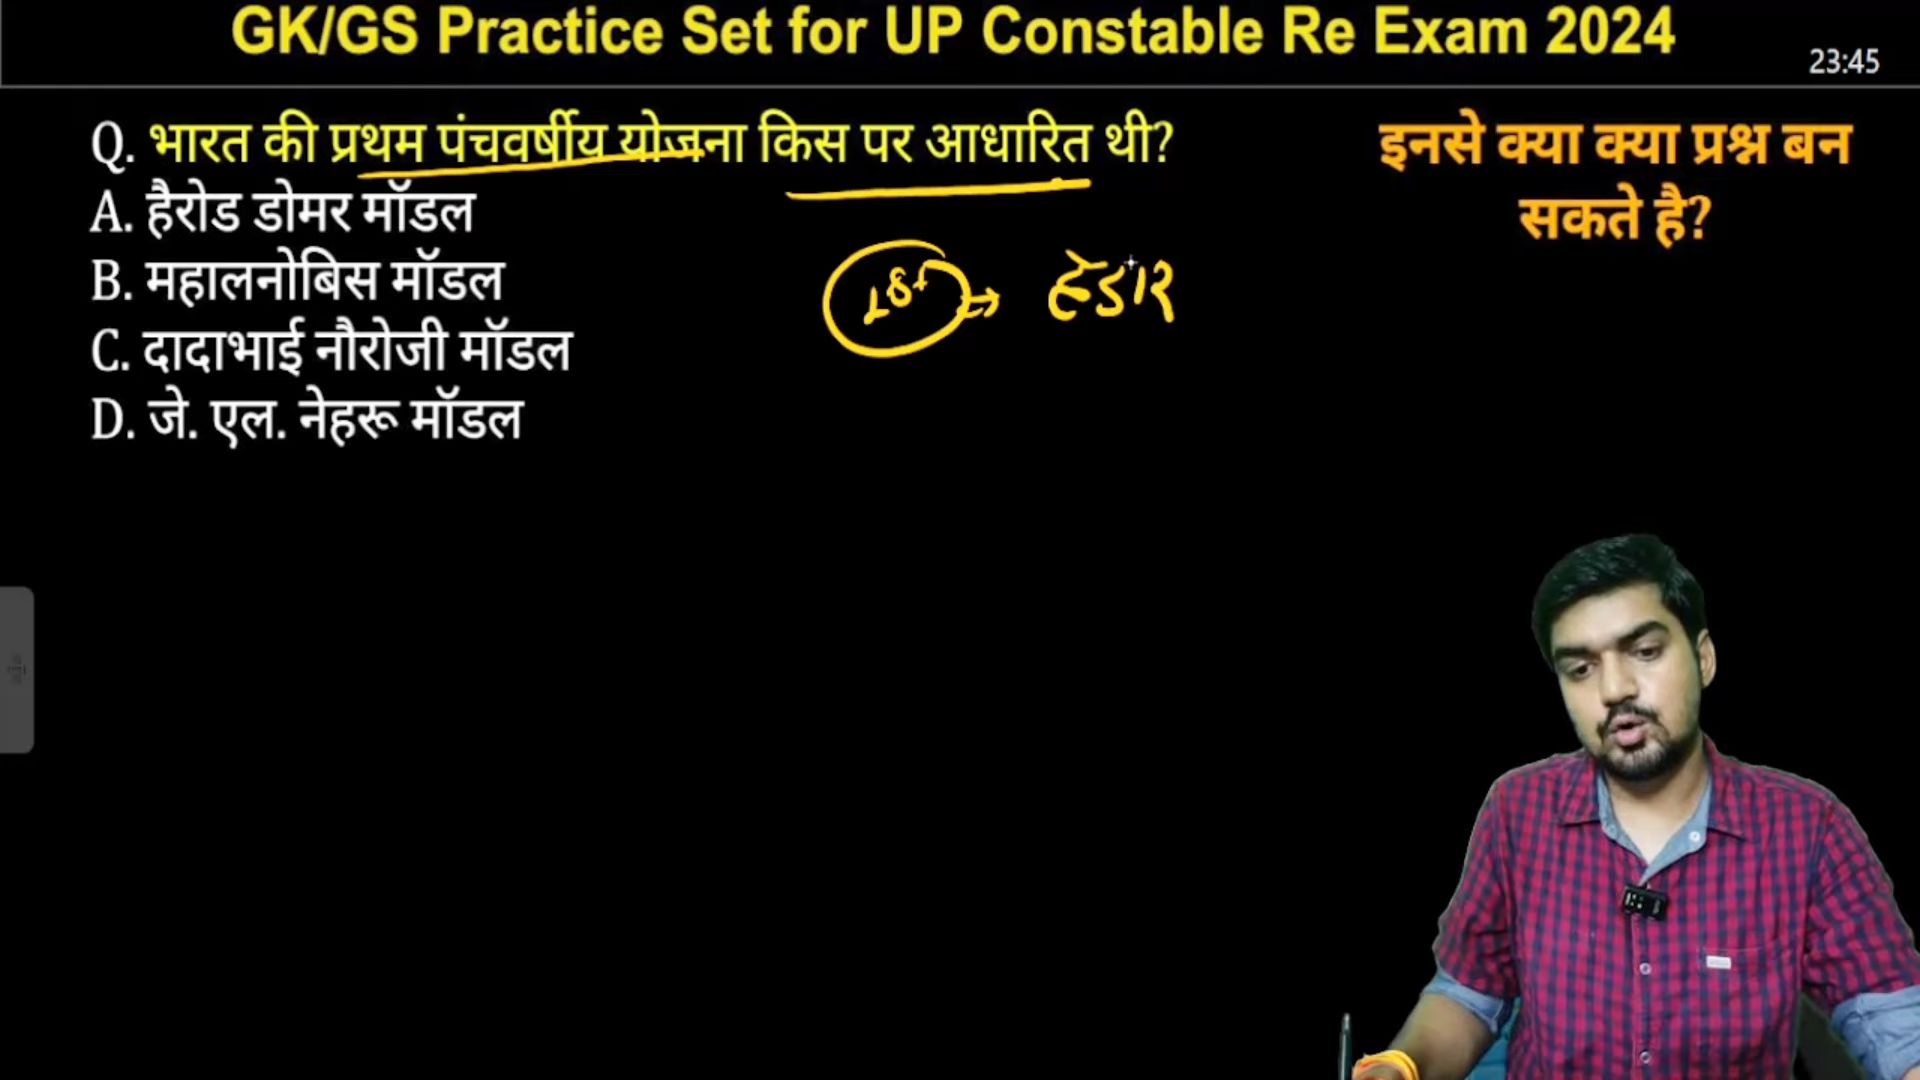 GK/GS Practice Set for UP Constable Re Exam 2024
23:45
Q. भारत की प्रथम पंचवर्षीय योजना किस पर आधारित थी?
A. हैरोड डोमर मॉडल
B. महालनोबिस मॉडल
C. दादाभाई नौरोजी मॉडल
D. जे. एल. नेहरू मॉडल
इनसे क्या क्या प्रश्न बन
सकते है?
1st → हेडार